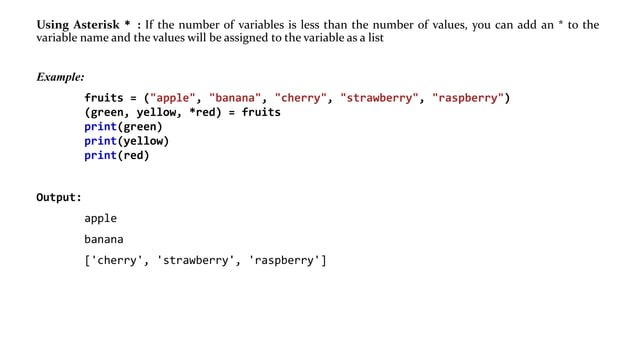 Using Asterisk * : If the number of variables is less than the number of values, you can add an * to the
variable name and the values will be assigned to the variable as a list
Example:
fruits = ("apple", "banana", "cherry", "strawberry", "raspberry")
(green, yellow, *red) = fruits
print(green)
print(yellow)
print(red)
Output:
apple
banana
['cherry', 'strawberry', 'raspberry']